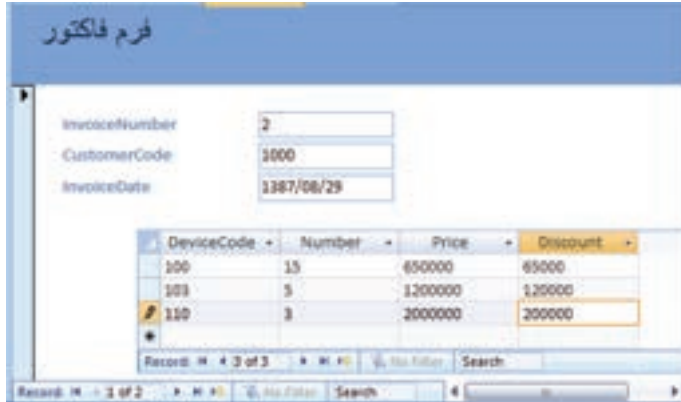 فرم فاکتور
InvoiceNumber 2
CustomerCode 1000
InvoiceDate 1387/08/29
DeviceCode Number Price Discount
100 15 650000 65000
103 5 1200000 120000
110 3 2000000 200000
Record: 3 of 3 No Filter Search
Record: 1 of 2 No Filter Search